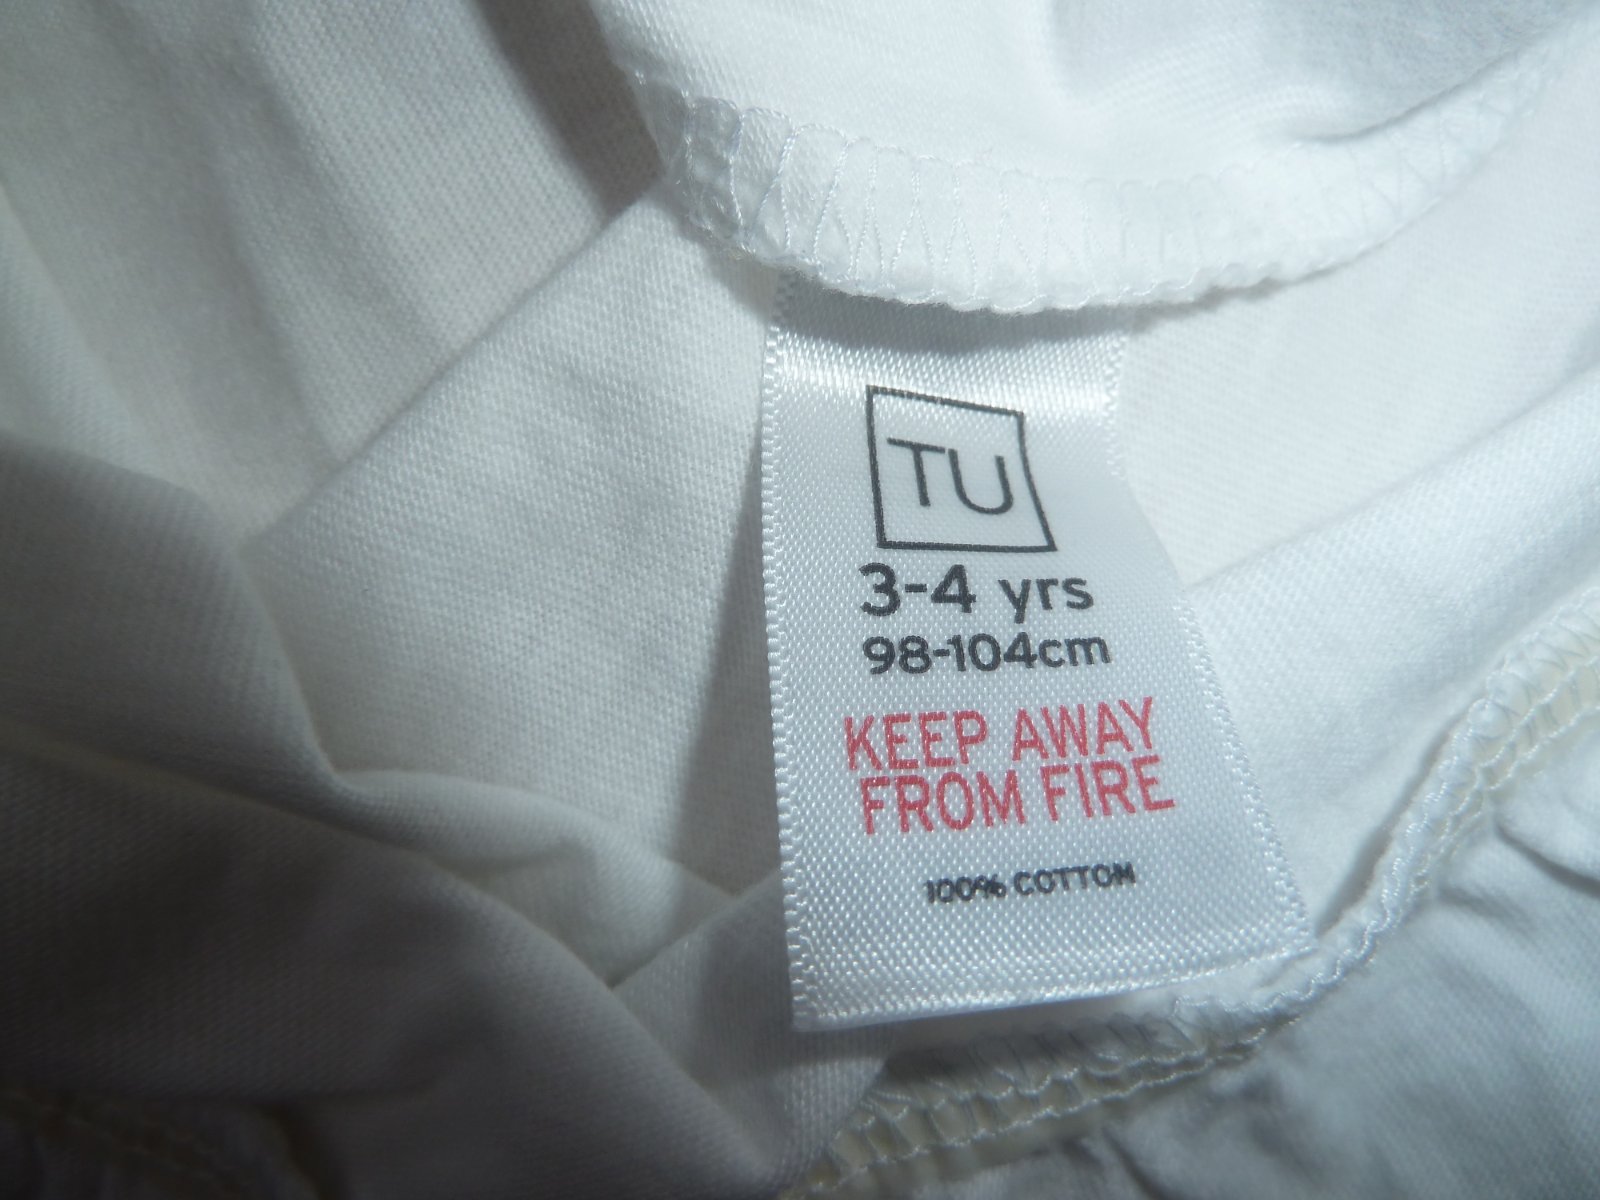 TU
3-4 yrs
98-104cm
KEEP AWAY
FROM FIRE
100% COTTON